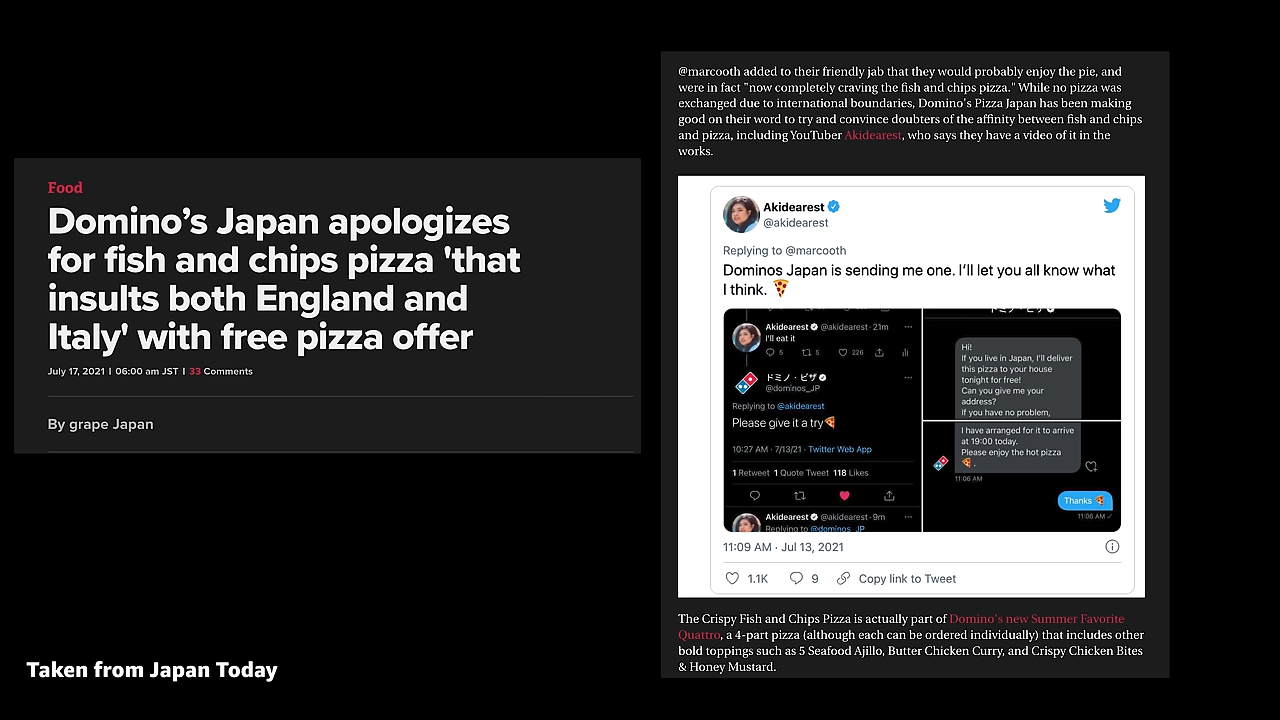 Food
Domino's Japan apologizes
for fish and chips pizza 'that
insults both England and
Italy' with free pizza offer
July 17, 2021 | 06:00 am JST | 33 Comments
By grape Japan
Taken from Japan Today
@marcooth added to their friendly jab that they would probably enjoy the pie, and
were in fact "now completely craving the fish and chips pizza." While no pizza was
exchanged due to international boundaries, Domino's Pizza Japan has been making
good on their word to try and convince doubters of the affinity between fish and chips
and pizza, including YouTuber Akidearest, who says they have a video of it in the
works.
Akidearest
@akidearest
Replying to @marcooth
Dominos Japan is sending me one. I'll let you all know what
I think. 🍕
Akidearest @akidearest · 21m
I'll eat it
5 5 226
ドミノ・ピザ
@dominos_JP
Replying to @akidearest
Please give it a try🍕
10:27 AM · 7/13/21 · Twitter Web App
1 Retweet 1 Quote Tweet 118 Likes
Akidearest @akidearest · 9m
Replying to @dominos_JP
Hi!
If you live in Japan, I'll deliver
this pizza to your house
tonight for free!
Can you give me your
address?
If you have no problem,
I have arranged for it to arrive
at 19:00 today.
Please enjoy the hot pizza
🍕.
11:06 AM
Thanks 🍕
11:06 AM ✓
11:09 AM · Jul 13, 2021
1.1K 9 Copy link to Tweet
The Crispy Fish and Chips Pizza is actually part of Domino's new Summer Favorite
Quattro, a 4-part pizza (although each can be ordered individually) that includes other
bold toppings such as 5 Seafood Ajillo, Butter Chicken Curry, and Crispy Chicken Bites
& Honey Mustard.